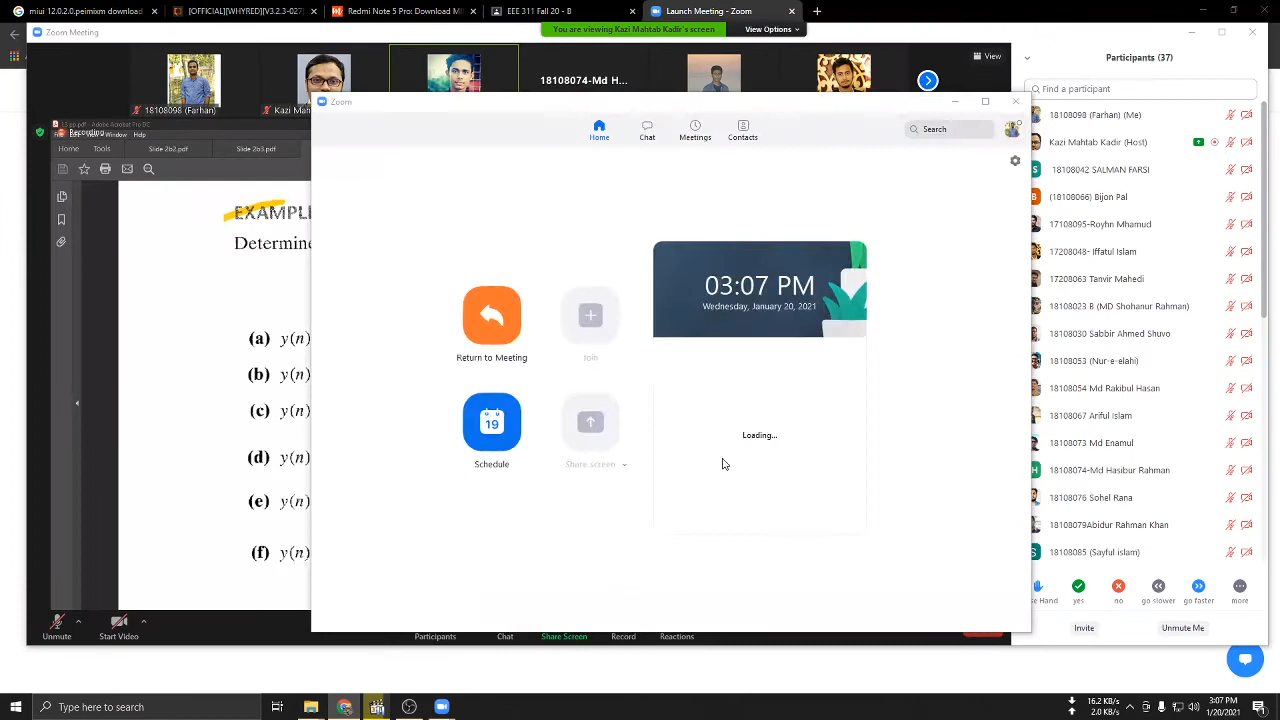 miui 12.0.2.0.peimixm download
[OFFICIAL][WHYRED][V3.2.3-027]
Redmi Note 5 Pro: Download MI
EEE 311 Fall 20 - B
Launch Meeting - Zoom
Zoom Meeting
You are viewing Kazi Mahtab Kadir's screen
View Options
View
18108074-Md H...
18108098 (Farhan)
Kazi Mah
Recording
Window Help
Home Tools Slide 2b2.pdf Slide 2b3.pdf
EXAMPLE
Determine
(a) y(n)
(b) y(n)
(c) y(n)
(d) y(n)
(e) y(n)
(f) y(n)
Zoom
Home
Chat
Meetings
Contacts
Search
03:07 PM
Wednesday, January 20, 2021
Return to Meeting
Join
19
Schedule
Share screen
Loading...
Participants (37)
Find a participant
18108098 (Farhan) (Me)
Kazi Mahtab Kadir (Host)
S 18108042 SALMAN FARSI
B (18108066) Bijon Pal
17108095-Royhn Mhamud
17208048- Iffatul Islam
17208063 Tanvir Mahedi
18108023 B (MD Shohanur Rahman)
18108030 Sabbir Ahmed Shuvo
18108053 (Nur-e-elahi)
18108054 Md Rakibul Hasan
18108067 Ariful Islam
18108073 Md Enamul
H 18108074-Md Hasibur Rahman
18108076 Sohel Rana
18108079Abidur Rahman Khan
S 18108085 (Sayful islam)
se Hand yes no go slower go faster more
Invite
Unmute Me
Unmute
Start Video
Participants
Chat
Share Screen
Record
Reactions
Type here to search
16.2 KB/s
2.0 KB/s
3:07 PM
1/20/2021